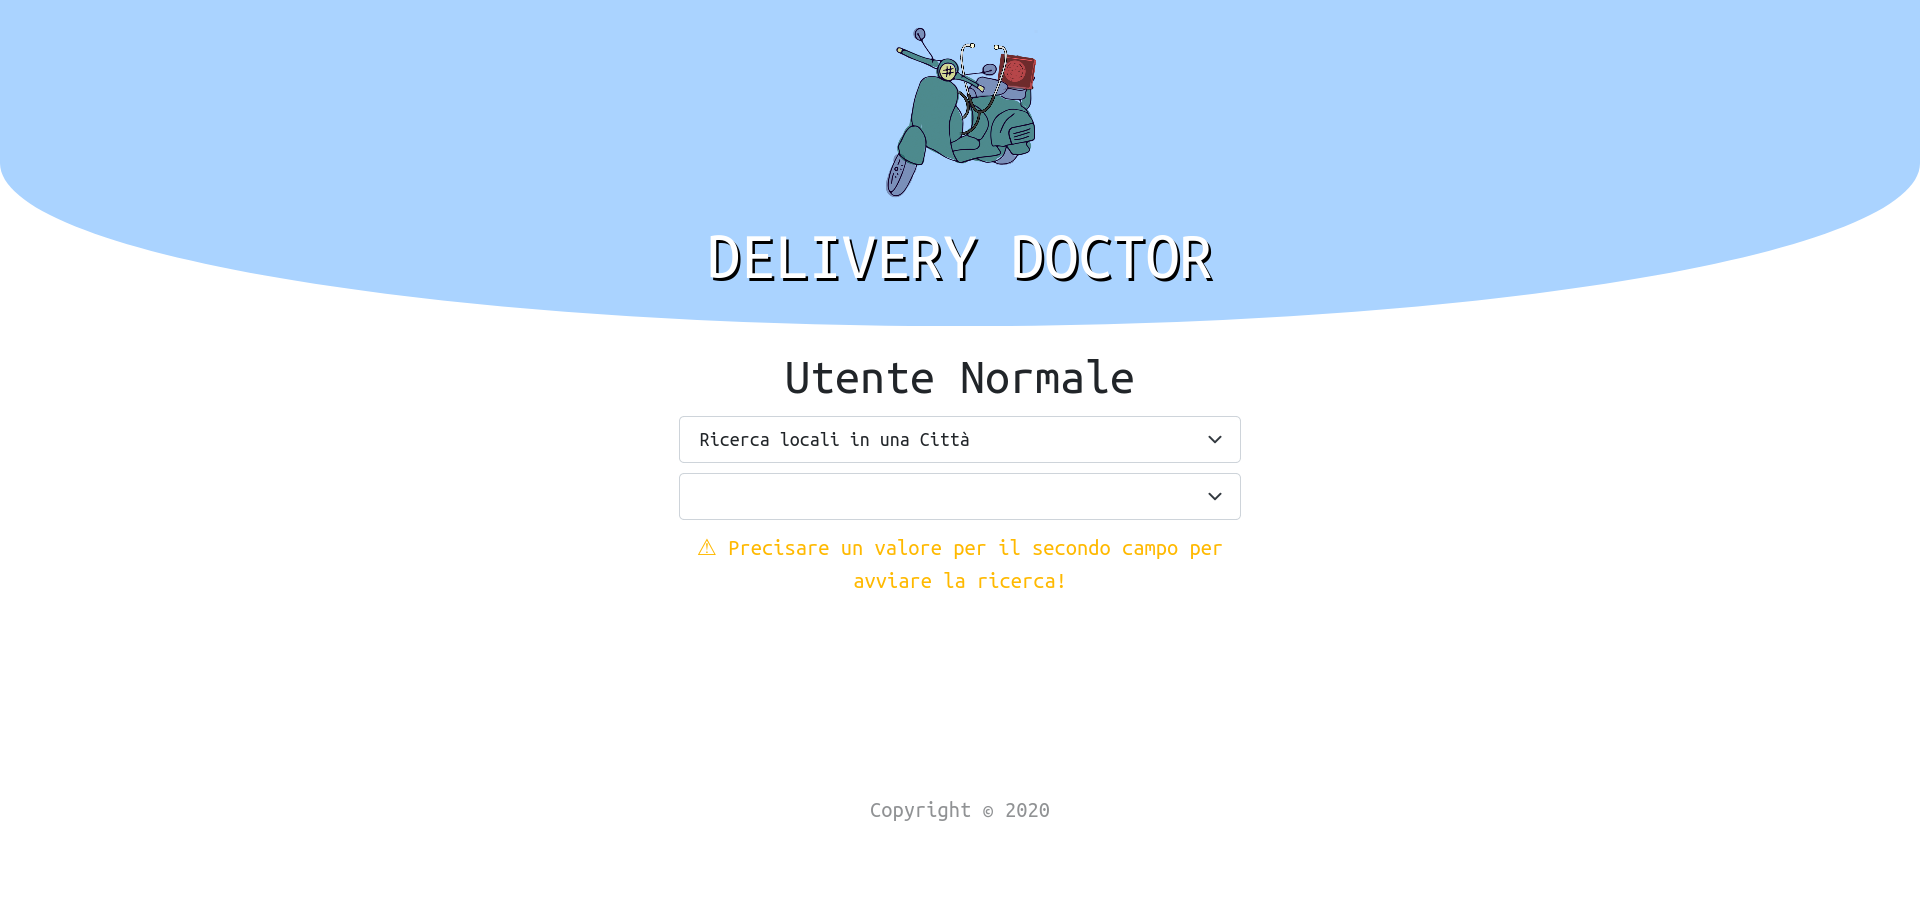 DELIVERY DOCTOR
Utente Normale
Ricerca locali in una Città
⚠ Precisare un valore per il secondo campo per
avviare la ricerca!
Copyright © 2020